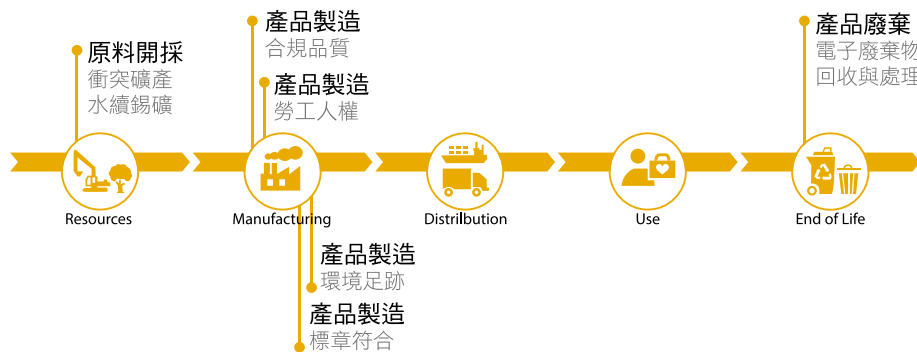 產品製造
合規品質
產品廢棄
電子廢棄物
回收與處理
原料開採
衝突礦產
水續錫礦
產品製造
勞工人權
Resources
Manufacturing
Distrilbution
Use
End of Life
產品製造
環境足跡
產品製造
標章符合